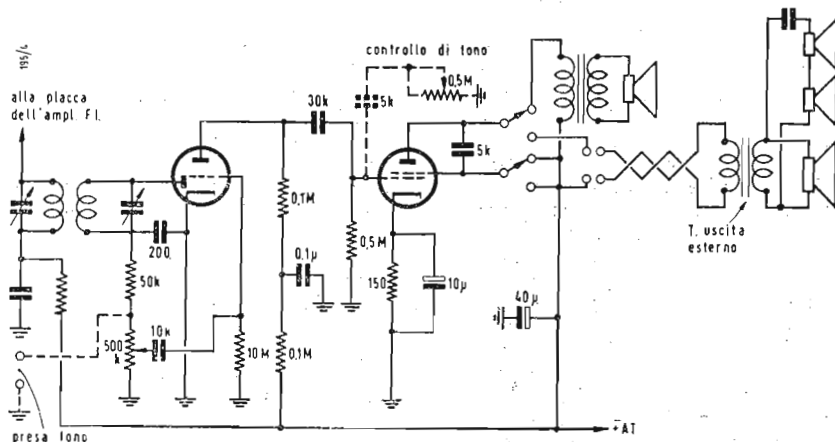 195/4
alla placca
dell'ampl. F.I.
controllo di tono
0,5M
5k
30k
5k
0,1M
0,1µ
0,5M
200
50k
10k
500
k
10M
0,1M
150
10µ
40µ
T. uscita
esterno
+AT
presa fono